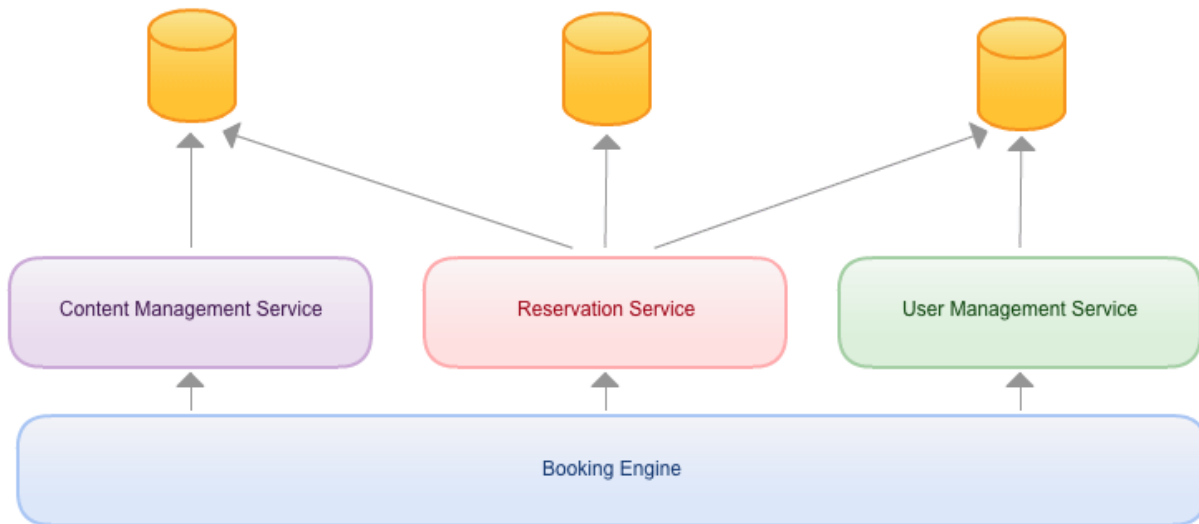 Content Management Service
Reservation Service
User Management Service
Booking Engine